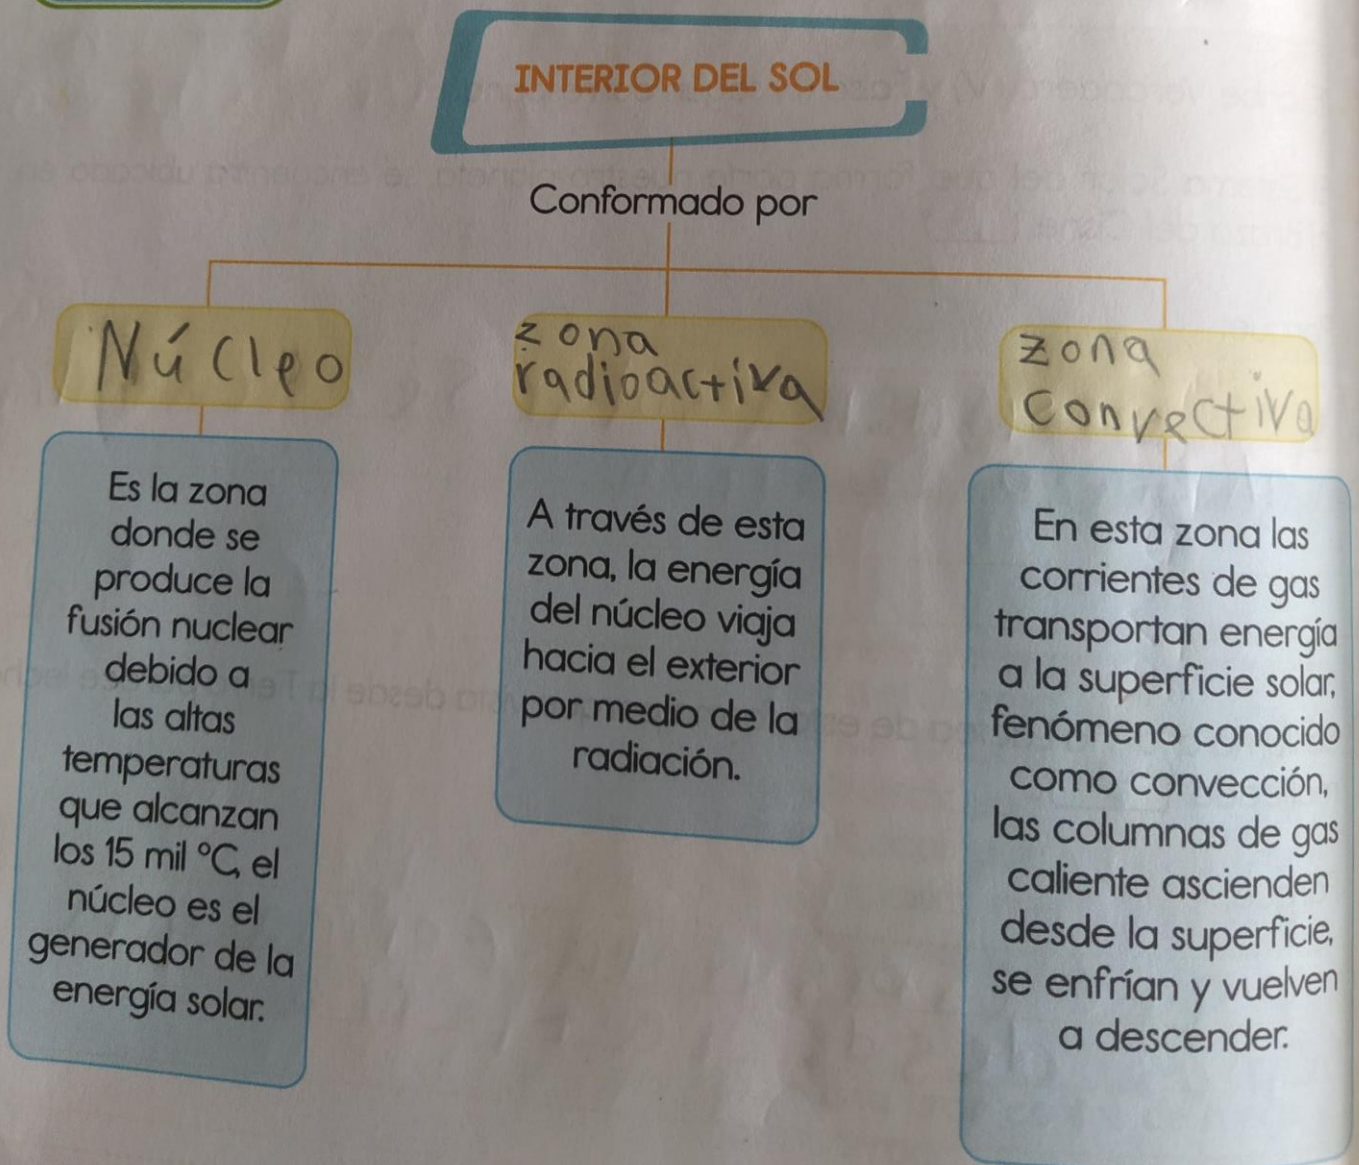 INTERIOR DEL SOL
Conformado por
Núcleo
Es la zona
donde se
produce la
fusión nuclear
debido a
las altas
temperaturas
que alcanzan
los 15 mil °C, el
núcleo es el
generador de la
energía solar.
zona
radioactiva
A través de esta
zona, la energía
del núcleo viaja
hacia el exterior
por medio de la
radiación.
zona
convectiva
En esta zona las
corrientes de gas
transportan energía
a la superficie solar,
fenómeno conocido
como convección,
las columnas de gas
caliente ascienden
desde la superficie,
se enfrían y vuelven
a descender.